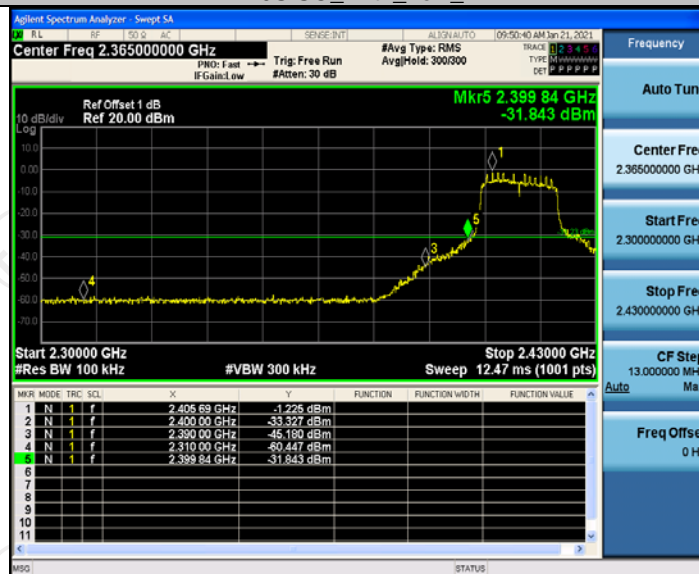 Agilent Spectrum Analyzer - Swept SA
RL RF 50 Ω AC SENSE:INT ALIGN AUTO 09:50:40 AM Jan 21, 2021
Center Freq 2.365000000 GHz #Avg Type: RMS TRACE 1 2 3 4 5 6
PNO: Fast Trig: Free Run Avg|Hold: 300/300 TYPE M
IFGain:Low #Atten: 30 dB DET P P P P P P
Ref Offset 1 dB Mkr5 2.399 84 GHz
10 dB/div Ref 20.00 dBm -31.843 dBm
Log
10.0
0.00
-10.0
-20.0
-30.0
-40.0
-50.0
-60.0
-70.0
1
5
3
4
Start 2.30000 GHz Stop 2.43000 GHz
#Res BW 100 kHz #VBW 300 kHz Sweep 12.47 ms (1001 pts)
MKR MODE TRC SCL X Y FUNCTION FUNCTION WIDTH FUNCTION VALUE
1 N 1 f 2.405 69 GHz -1.225 dBm
2 N 1 f 2.400 00 GHz -33.327 dBm
3 N 1 f 2.390 00 GHz -45.180 dBm
4 N 1 f 2.310 00 GHz -60.447 dBm
5 N 1 f 2.399 84 GHz -31.843 dBm
6
7
8
9
10
11
MSG STATUS
Frequency
Auto Tun
Center Fre
2.365000000 GH
Start Fre
2.300000000 GH
Stop Fre
2.430000000 GH
CF Step
13.000000 MH
Auto Ma
Freq Offse
0 H